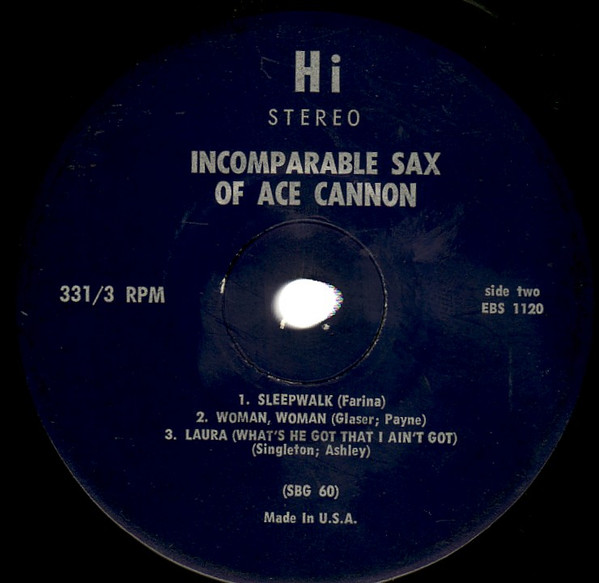 Hi
STEREO
INCOMPARABLE SAX
OF ACE CANNON
331/3 RPM
side two
EBS 1120
1. SLEEPWALK (Farina)
2. WOMAN, WOMAN (Glaser; Payne)
3. LAURA (WHAT'S HE GOT THAT I AIN'T GOT)
(Singleton; Ashley)
(SBG 60)
Made In U.S.A.